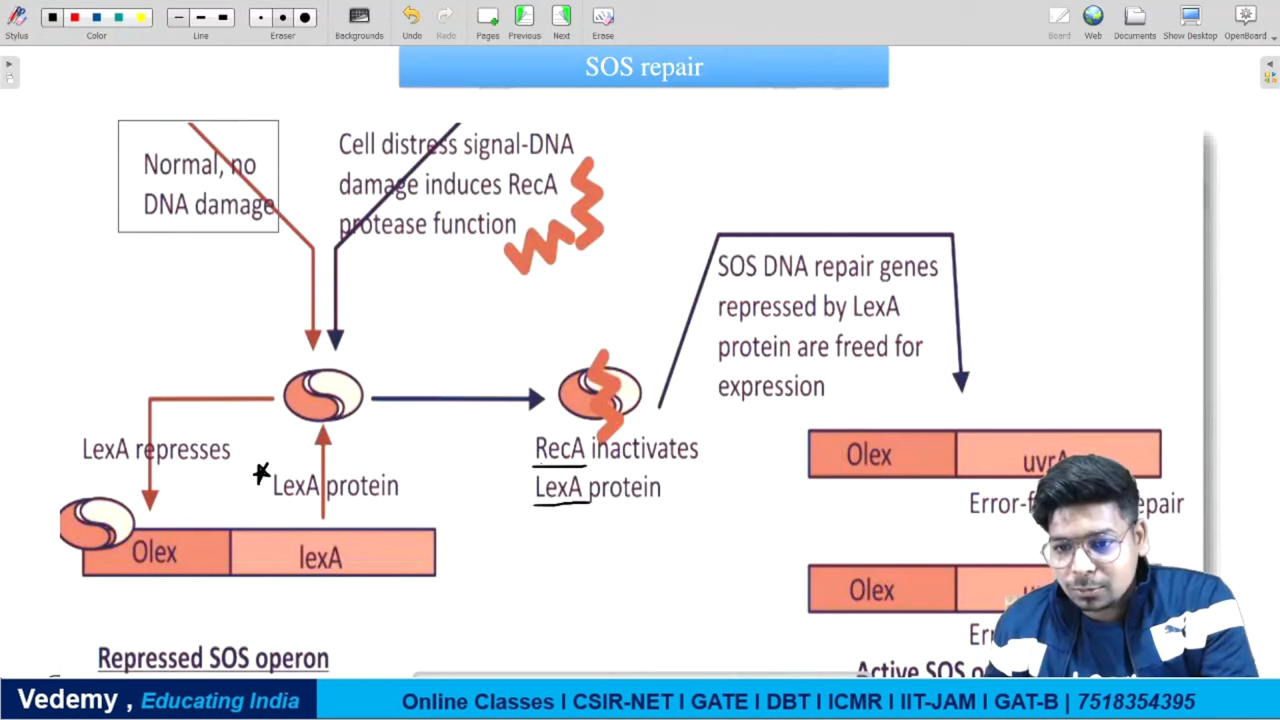 Stylus
Color
Line
Eraser
Backgrounds
Undo
Redo
Pages
Previous
Next
Erase
Board
Web
Documents
Show Desktop
OpenBoard
SOS repair
Normal, no
DNA damage
Cell distress signal-DNA
damage induces RecA
protease function
SOS DNA repair genes
repressed by LexA
protein are freed for
expression
LexA represses
LexA protein
RecA inactivates
LexA protein
Olex
lexA
Repressed SOS operon
Olex
uvrA
Olex
Active SOS
Vedemy , Educating India
Online Classes I CSIR-NET I GATE I DBT I ICMR I IIT-JAM I GAT-B | 7518354395